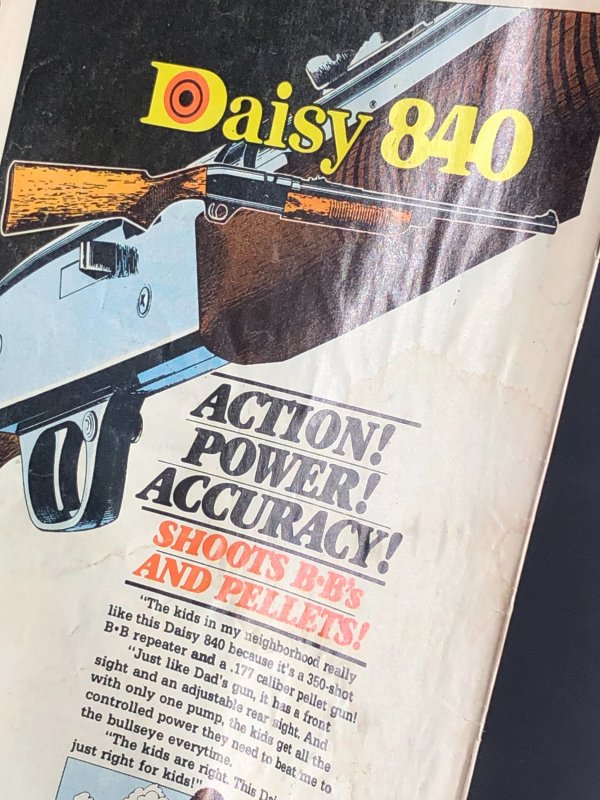 Daisy 840
ACTION!
POWER!
ACCURACY!
SHOOTS B•B's
AND PELLETS!
"The kids in my neighborhood really
like this Daisy 840 because it's a 350-shot
B•B repeater and a .177 caliber pellet gun!
"Just like Dad's gun, it has a front
sight and an adjustable rear sight. And
with only one pump, the kids get all the
controlled power they need to beat me to
the bullseye everytime.
"The kids are right. This
just right for kids!"